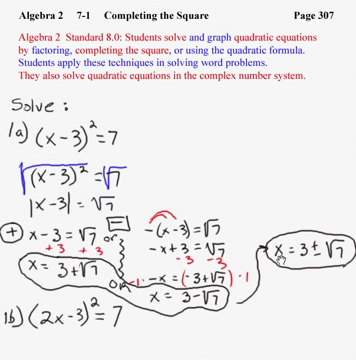 Algebra 2 7-1 Completing the Square Page 307
Algebra 2 Standard 8.0: Students solve and graph quadratic equations
by factoring, completing the square, or using the quadratic formula.
Students apply these techniques in solving word problems.
They also solve quadratic equations in the complex number system.
Solve :
1a) (x-3)²=7
√(x-3)² = √7
|x-3| = √7
+ x-3 = √7 or
+3 +3
x = 3+√7
- -(x-3) = √7
-x+3 = √7
-3 -3
or -1· -x = (-3+√7) ·-1
x = 3-√7
x = 3 ± √7
1b) (2x-3)² = 7